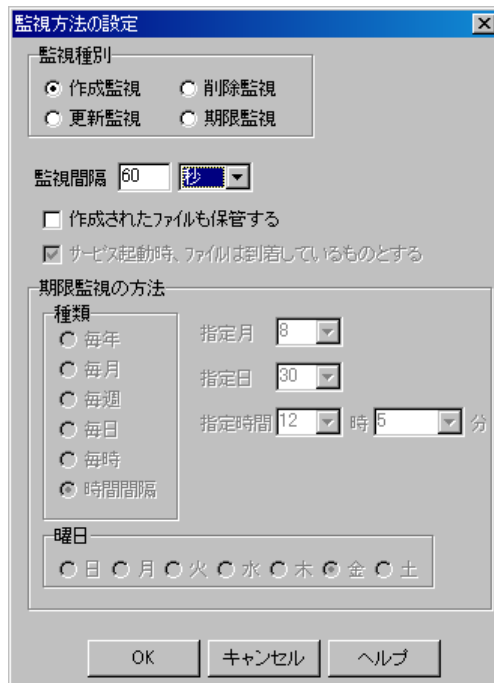 監視方法の設定
監視種別
作成監視 削除監視
更新監視 期限監視
監視間隔 60 秒
作成されたファイルも保管する
サービス起動時、ファイルは到着しているものとする
期限監視の方法
種類
毎年
毎月
毎週
毎日
毎時
時間間隔
指定月 8
指定日 30
指定時間 12 時 5 分
曜日
日 月 火 水 木 金 土
OK キャンセル ヘルプ